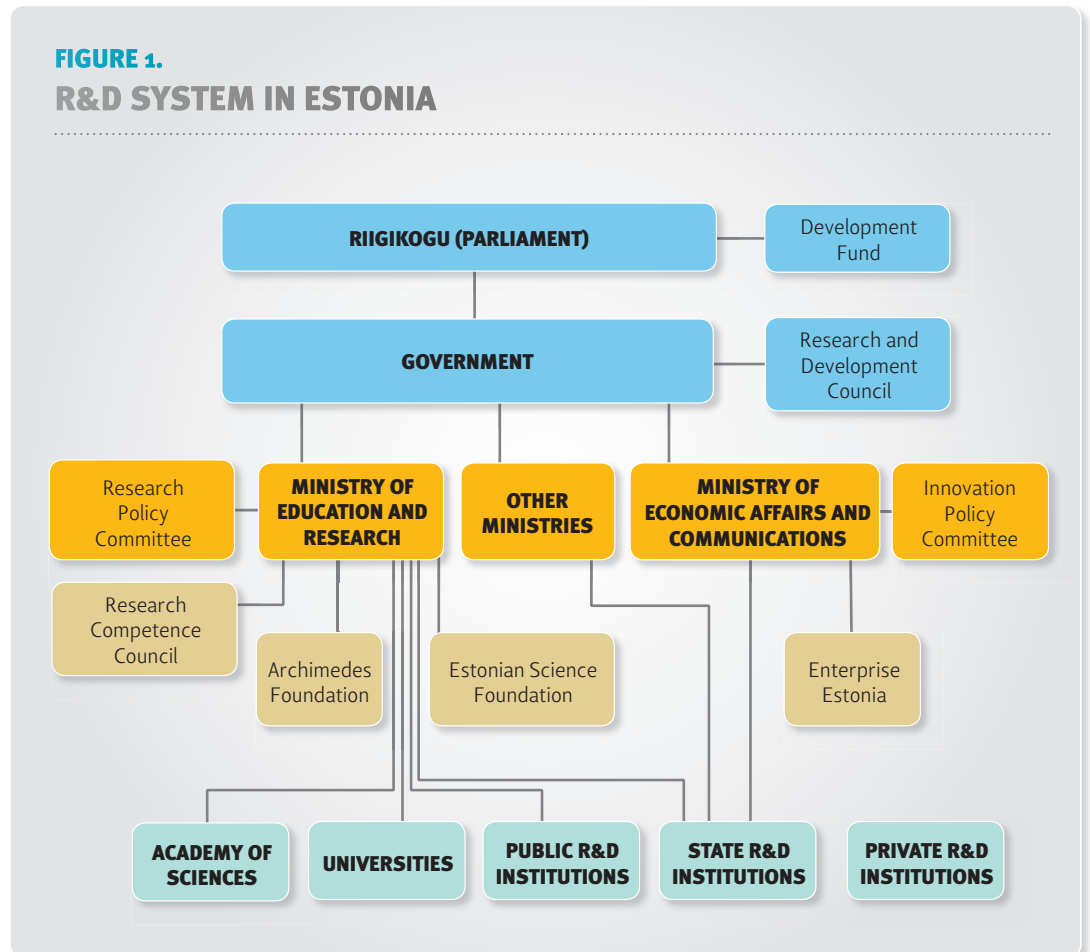 FIGURE 1.
R&D SYSTEM IN ESTONIA
RIIGIKOGU (PARLIAMENT)
Development
Fund
GOVERNMENT
Research and
Development
Council
Research
Policy
Committee
MINISTRY OF
EDUCATION AND
RESEARCH
OTHER
MINISTRIES
MINISTRY OF
ECONOMIC AFFAIRS AND
COMMUNICATIONS
Innovation
Policy
Committee
Research
Competence
Council
Archimedes
Foundation
Estonian Science
Foundation
Enterprise
Estonia
ACADEMY OF
SCIENCES
UNIVERSITIES
PUBLIC R&D
INSTITUTIONS
STATE R&D
INSTITUTIONS
PRIVATE R&D
INSTITUTIONS